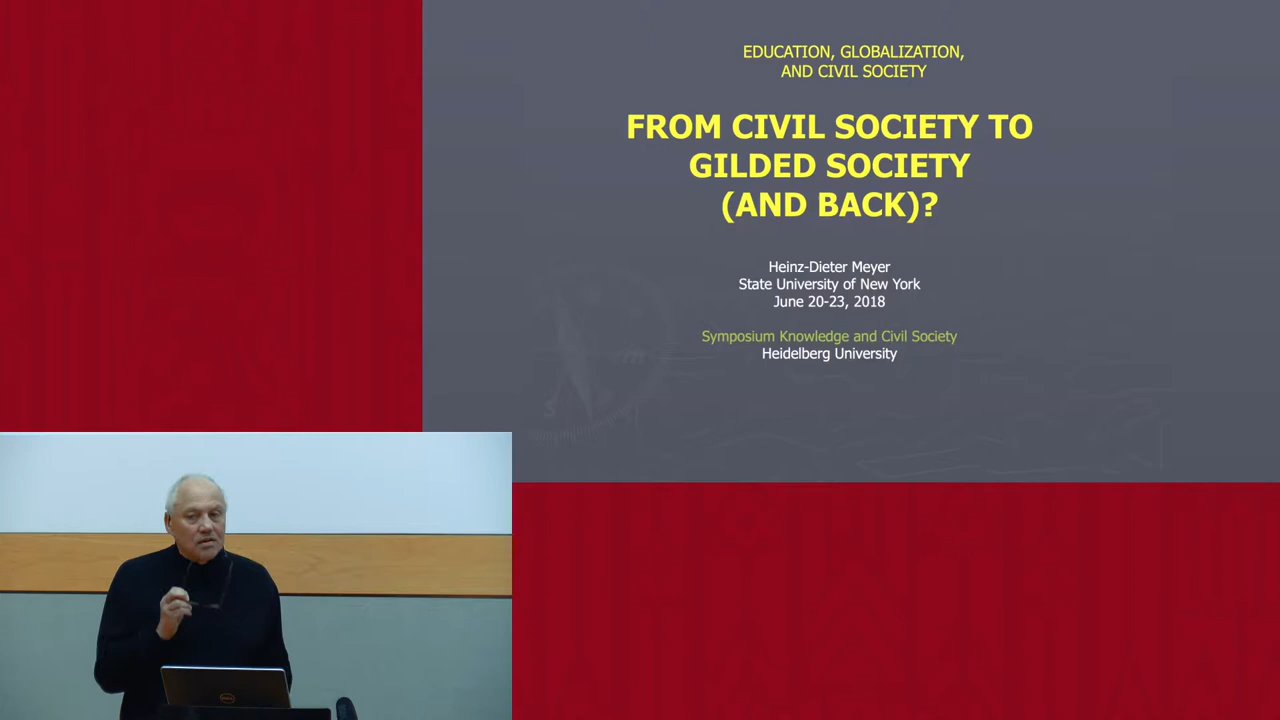 EDUCATION, GLOBALIZATION,
AND CIVIL SOCIETY
FROM CIVIL SOCIETY TO
GILDED SOCIETY
(AND BACK)?
Heinz-Dieter Meyer
State University of New York
June 20-23, 2018
Symposium Knowledge and Civil Society
Heidelberg University
DELL